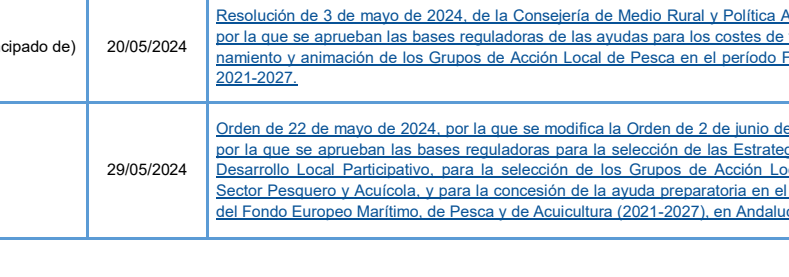 Resolución de 3 de mayo de 2024, de la Consejería de Medio Rural y Política A
por la que se aprueban las bases reguladoras de las ayudas para los costes de
cipado de) 20/05/2024 namiento y animación de los Grupos de Acción Local de Pesca en el período F
2021-2027.
Orden de 22 de mayo de 2024, por la que se modifica la Orden de 2 de junio de
por la que se aprueban las bases reguladoras para la selección de las Estrateg
29/05/2024 Desarrollo Local Participativo, para la selección de los Grupos de Acción Lo
Sector Pesquero y Acuícola, y para la concesión de la ayuda preparatoria en el
del Fondo Europeo Marítimo, de Pesca y de Acuicultura (2021-2027), en Andaluc